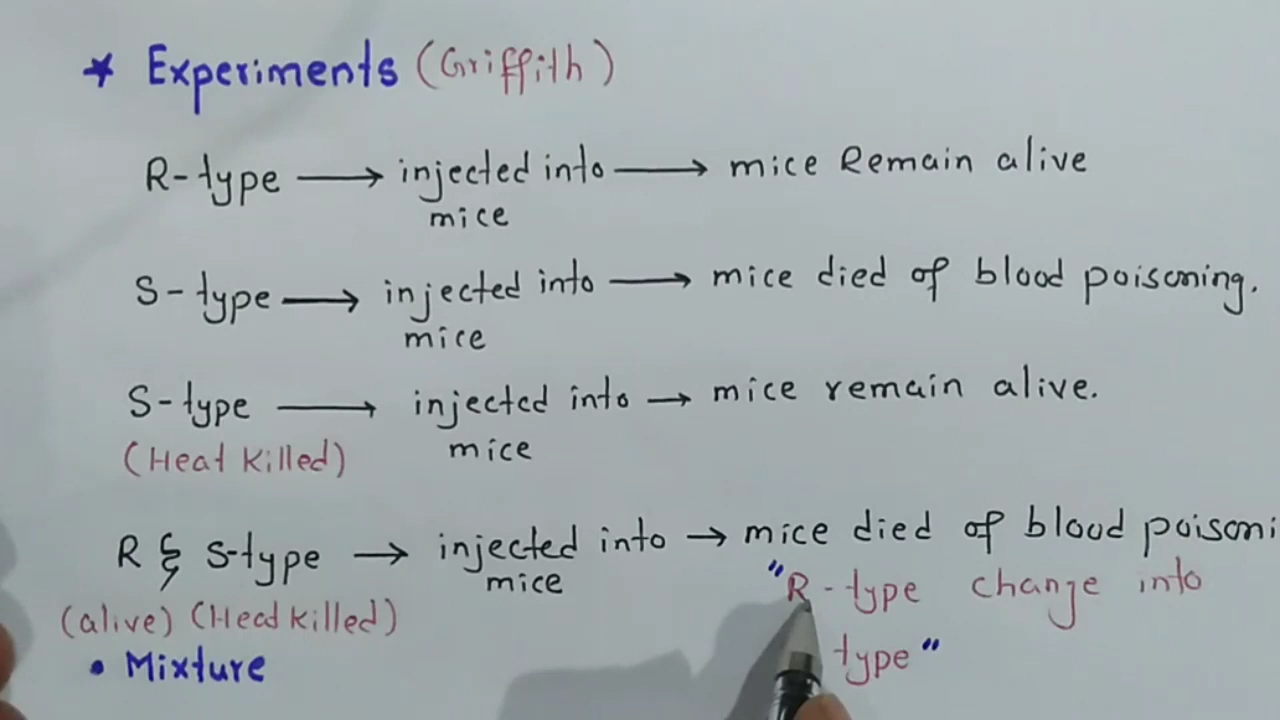 * Experiments (Griffith)
R-type → injected into mice → mice Remain alive
S-type → injected into mice → mice died of blood poisoning.
S-type (Heat killed) → injected into mice → mice remain alive.
R & S-type → injected into mice → mice died of blood poisoni
(alive) (Heat killed)
"R-type change into
type"
• Mixture